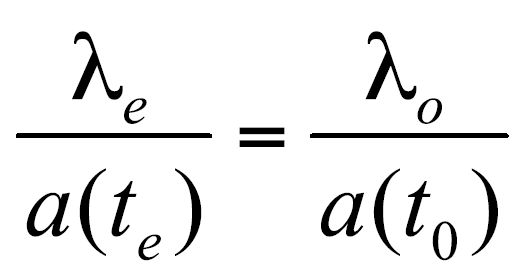 λₑ / a(tₑ) = λₒ / a(t₀)